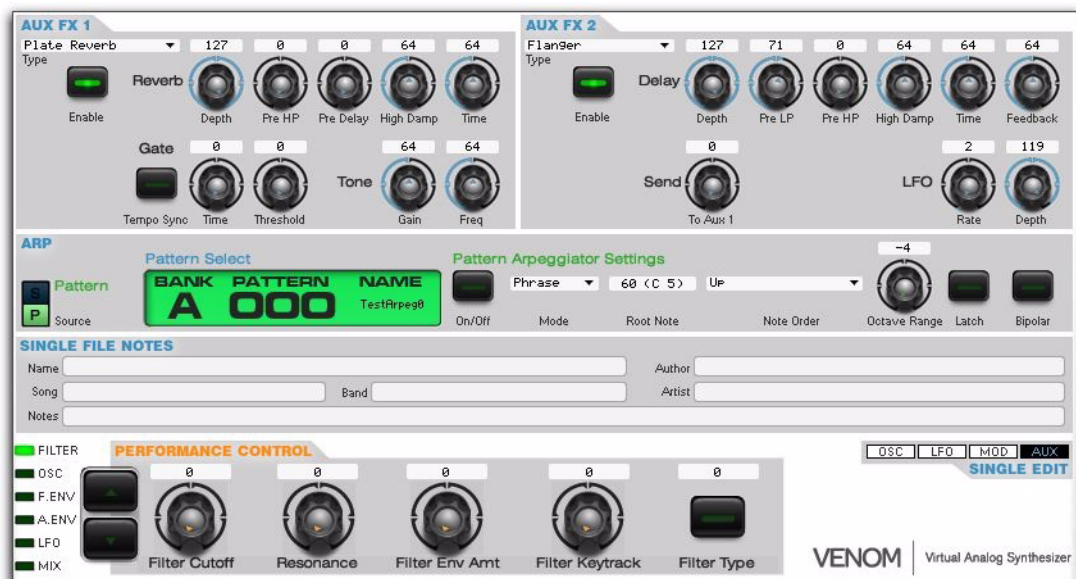 AUX FX 1
Plate Reverb 127 0 0 64 64
Type
Reverb
Enable Depth Pre HP Pre Delay High Damp Time
Gate 0 0 64 64
Tone
Tempo Sync Time Threshold Gain Freq
AUX FX 2
Flanger 127 71 0 64 64 64
Type
Delay
Enable Depth Pre LP Pre HP High Damp Time Feedback
0 2 119
Send LFO
To Aux 1 Rate Depth
ARP
Pattern Select Pattern Arpeggiator Settings -4
S Pattern BANK PATTERN NAME Phrase 60 (C 5) Up
P Source A 000 TestArpeg0
On/Off Mode Root Note Note Order Octave Range Latch Bipolar
SINGLE FILE NOTES
Name Author
Song Band Artist
Notes
FILTER
OSC
F.ENV
A.ENV
LFO
MIX
PERFORMANCE CONTROL
0 0 0 0 0
Filter Cutoff Resonance Filter Env Amt Filter Keytrack Filter Type
OSC LFO MOD AUX
SINGLE EDIT
VENOM Virtual Analog Synthesizer